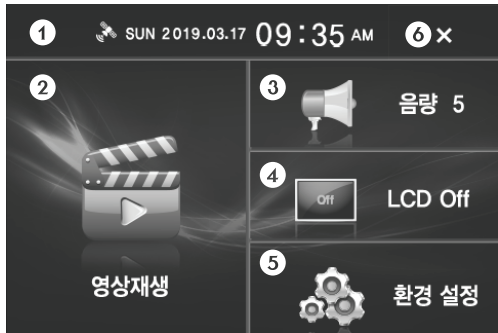 ① SUN 2019.03.17 09:35 AM ⑥ ×
② 영상재생
③ 음량 5
④ Off LCD Off
⑤ 환경 설정